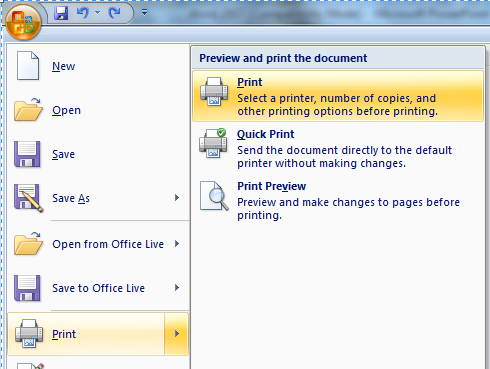 New
Open
Save
Save As
Open from Office Live
Save to Office Live
Print
Preview and print the document
Print
Select a printer, number of copies, and
other printing options before printing.
Quick Print
Send the document directly to the default
printer without making changes.
Print Preview
Preview and make changes to pages before
printing.